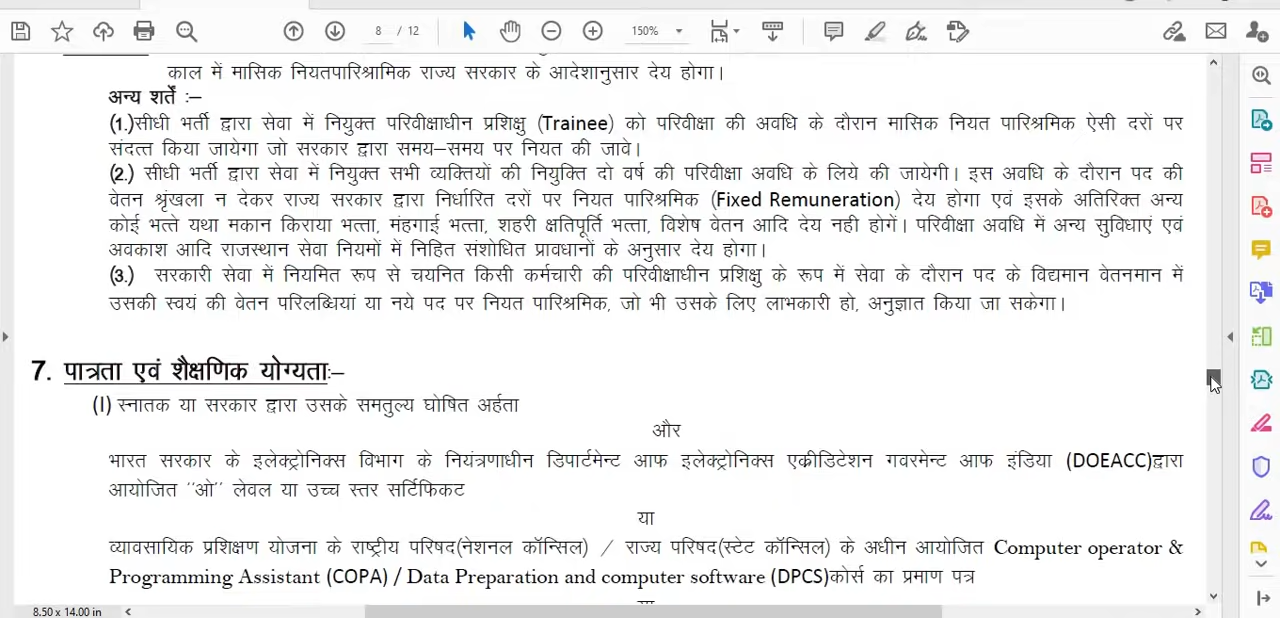 8 / 12
150%
काल में मासिक नियतपारिश्रामिक राज्य सरकार के आदेशानुसार देय होगा।
अन्य शर्तें :–
(1.)सीधी भर्ती द्वारा सेवा में नियुक्त परिवीक्षाधीन प्रशिक्षु (Trainee) को परिवीक्षा की अवधि के दौरान मासिक नियत पारिश्रमिक ऐसी दरों पर
संदत्त किया जायेगा जो सरकार द्वारा समय–समय पर नियत की जावे।
(2.) सीधी भर्ती द्वारा सेवा में नियुक्त सभी व्यक्तियों की नियुक्ति दो वर्ष की परिवीक्षा अवधि के लिये की जायेगी। इस अवधि के दौरान पद की
वेतन श्रृंखला न देकर राज्य सरकार द्वारा निर्धारित दरों पर नियत पारिश्रमिक (Fixed Remuneration) देय होगा एवं इसके अतिरिक्त अन्य
कोई भत्ते यथा मकान किराया भत्ता, मंहगाई भत्ता, शहरी क्षतिपूर्ति भत्ता, विशेष वेतन आदि देय नही होगें। परिवीक्षा अवधि में अन्य सुविधाएं एवं
अवकाश आदि राजस्थान सेवा नियमों में निहित संशोधित प्रावधानों के अनुसार देय होगा।
(3.) सरकारी सेवा में नियमित रूप से चयनित किसी कर्मचारी की परिवीक्षाधीन प्रशिक्षु के रूप में सेवा के दौरान पद के विद्यमान वेतनमान में
उसकी स्वयं की वेतन परिलब्धियां या नये पद पर नियत पारिश्रमिक, जो भी उसके लिए लाभकारी हो, अनुज्ञात किया जा सकेगा।
7. पात्रता एवं शैक्षणिक योग्यता:–
(I) स्नातक या सरकार द्वारा उसके समतुल्य घोषित अर्हता
और
भारत सरकार के इलेक्ट्रोनिक्स विभाग के नियंत्रणाधीन डिपार्टमेन्ट आफ इलेक्ट्रोनिक्स एक्रीडिटेशन गवरमेन्ट आफ इंडिया (DOEACC)द्वारा
आयोजित ''ओ'' लेवल या उच्च स्तर सर्टिफिकट
या
व्यावसायिक प्रशिक्षण योजना के राष्ट्रीय परिषद(नेशनल कॉन्सिल) / राज्य परिषद(स्टेट कॉन्सिल) के अधीन आयोजित Computer operator &
Programming Assistant (COPA) / Data Preparation and computer software (DPCS)कोर्स का प्रमाण पत्र
8.50 x 14.00 in